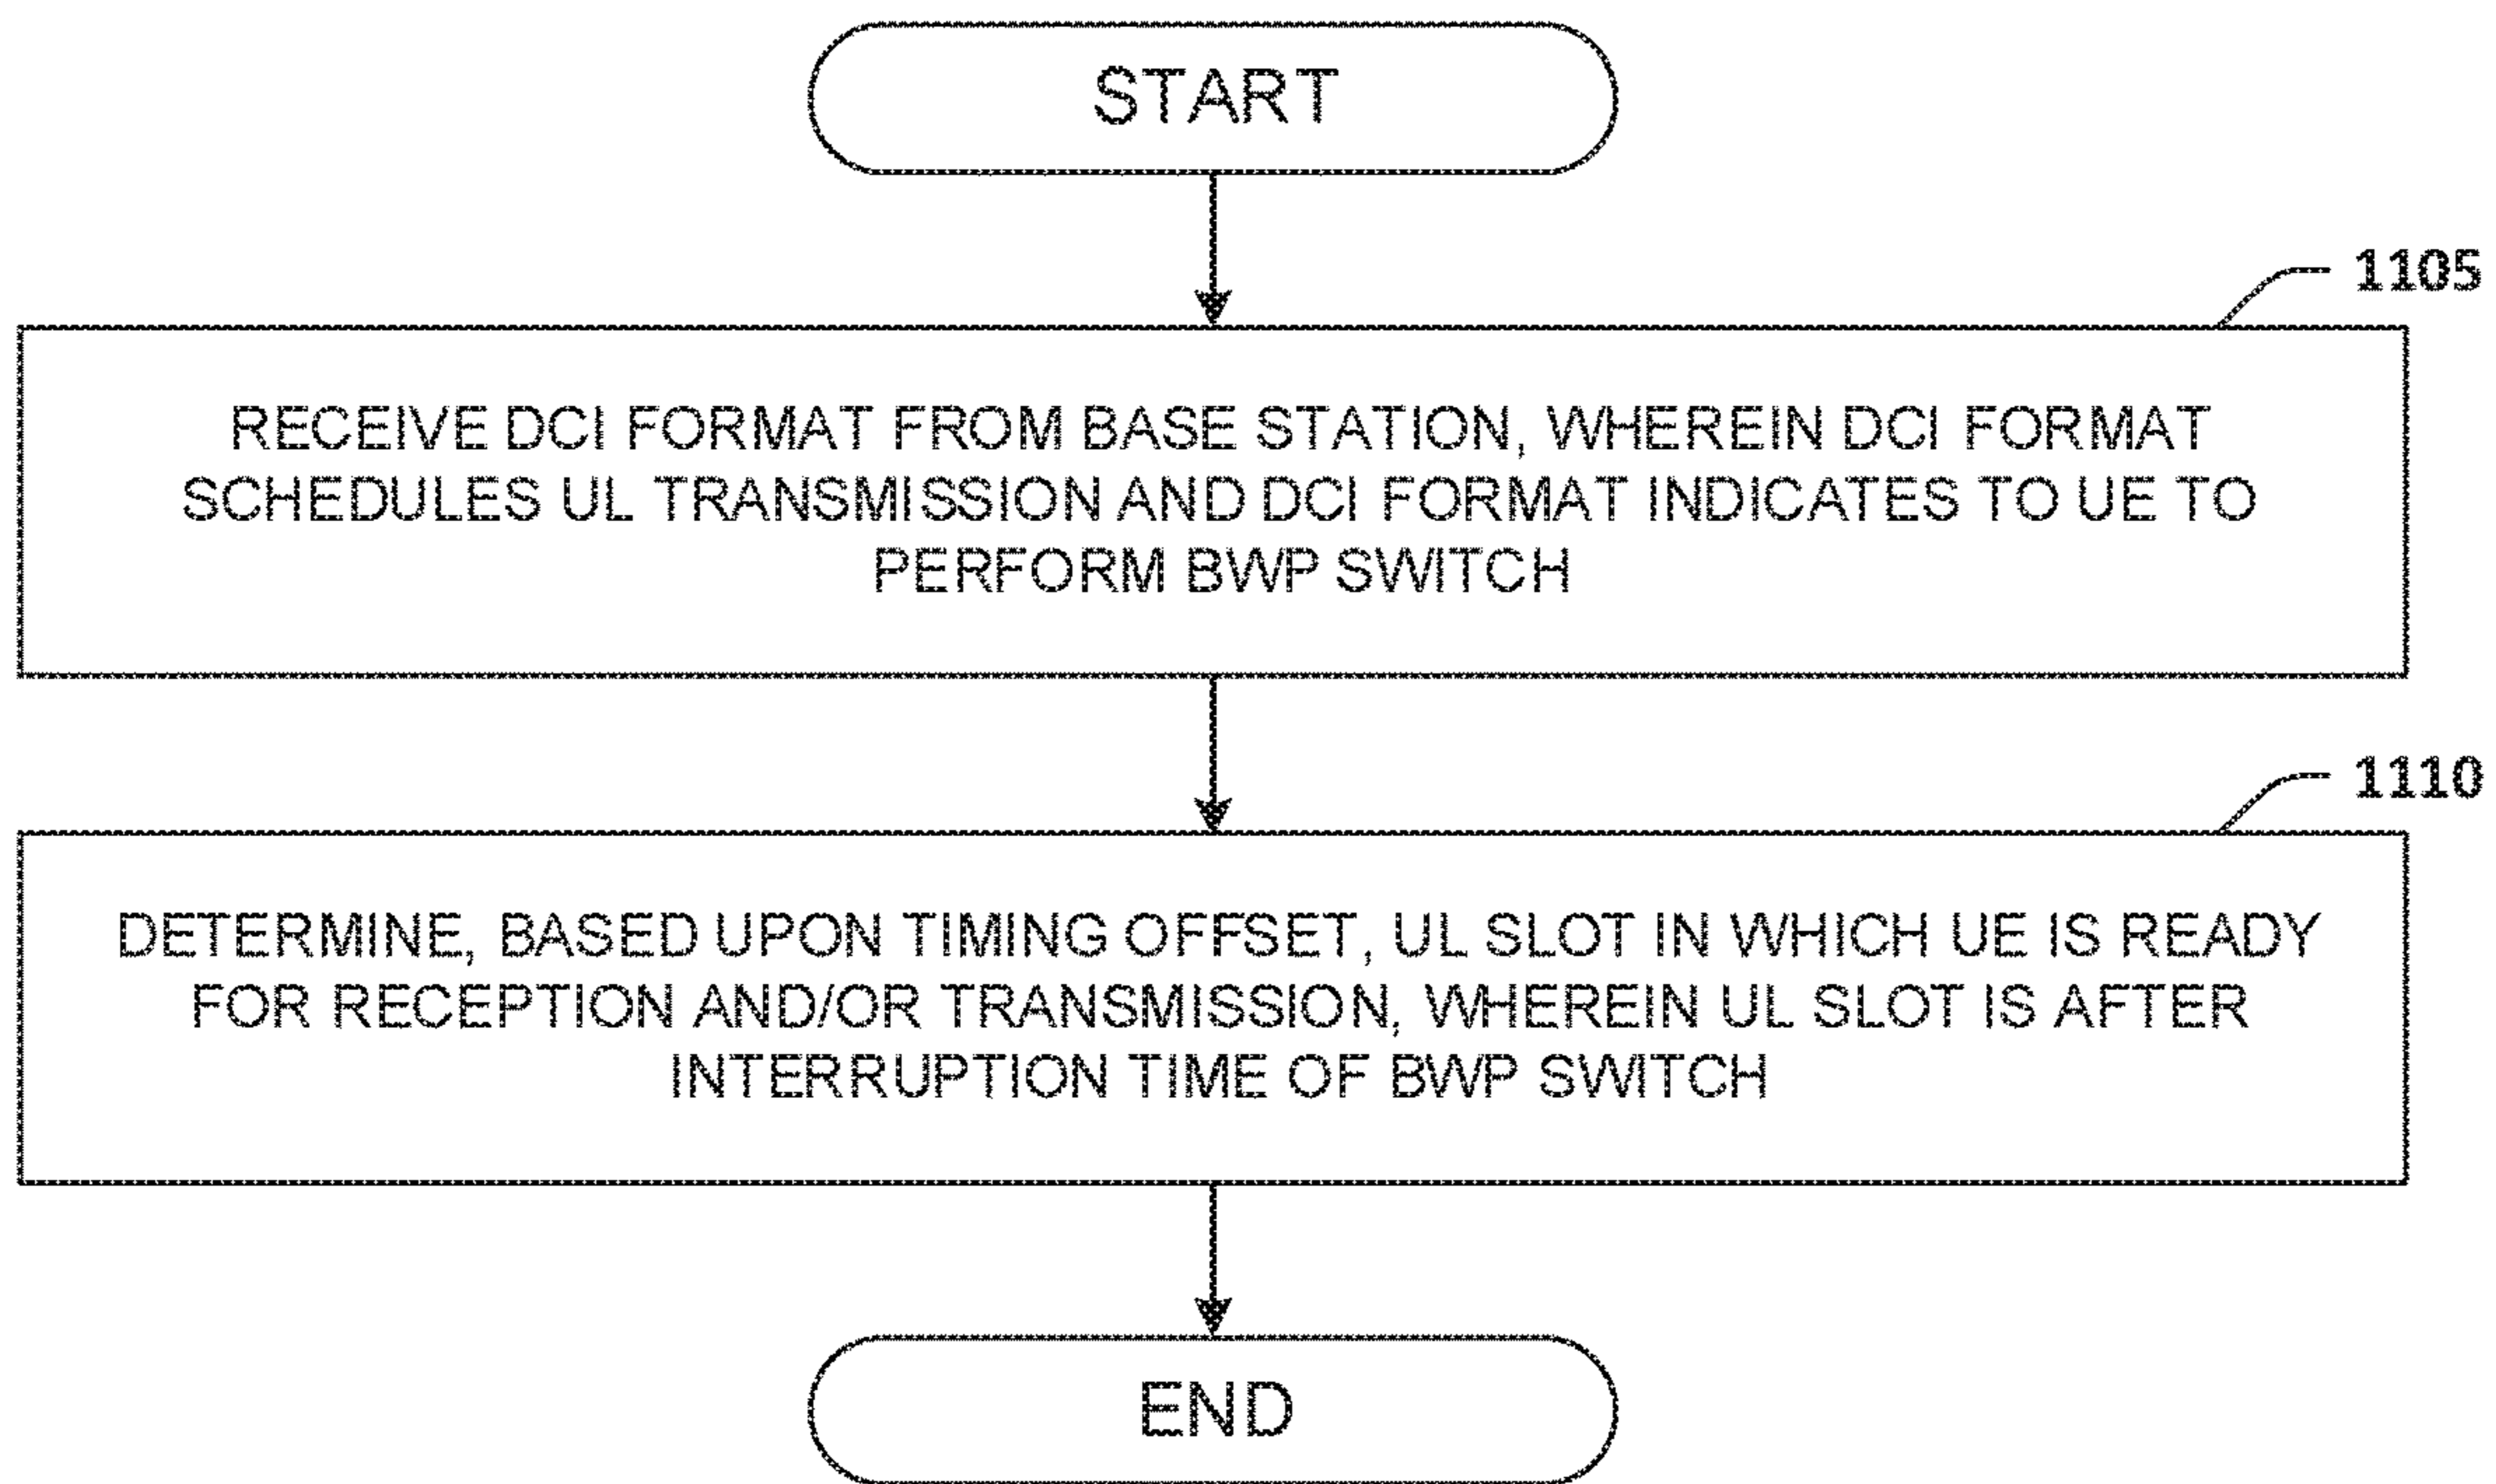 START
1105
RECEIVE DCI FORMAT FROM BASE STATION, WHEREIN DCI FORMAT
SCHEDULES UL TRANSMISSION AND DCI FORMAT INDICATES TO UE TO
PERFORM BWP SWITCH
1110
DETERMINE, BASED UPON TIMING OFFSET, UL SLOT IN WHICH UE IS READY
FOR RECEPTION AND/OR TRANSMISSION, WHEREIN UL SLOT IS AFTER
INTERRUPTION TIME OF BWP SWITCH
END